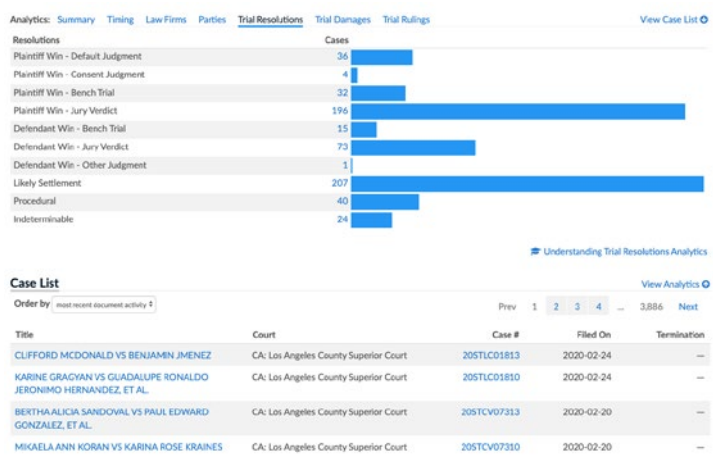 Analytics: Summary Timing Law Firms Parties Trial Resolutions Trial Damages Trial Rulings View Case List
Resolutions Cases
Plaintiff Win - Default Judgment 36
Plaintiff Win - Consent Judgment 4
Plaintiff Win - Bench Trial 32
Plaintiff Win - Jury Verdict 196
Defendant Win - Bench Trial 15
Defendant Win - Jury Verdict 73
Defendant Win - Other Judgment 1
Likely Settlement 207
Procedural 40
Indeterminable 24
Understanding Trial Resolutions Analytics
Case List View Analytics
Order by most recent document activity Prev 1 2 3 4 ... 3,886 Next
Title Court Case # Filed On Termination
CLIFFORD MCDONALD VS BENJAMIN JMENEZ CA: Los Angeles County Superior Court 20STLC01813 2020-02-24 —
KARINE GRAGYAN VS GUADALUPE RONALDO CA: Los Angeles County Superior Court 20STLC01810 2020-02-24 —
JERONIMO HERNANDEZ, ET AL.
BERTHA ALICIA SANDOVAL VS PAUL EDWARD CA: Los Angeles County Superior Court 20STCV07313 2020-02-20 —
GONZALEZ, ET AL.
MIKAELA ANN KORAN VS KARINA ROSE KRAINES CA: Los Angeles County Superior Court 20STCV07310 2020-02-20 —